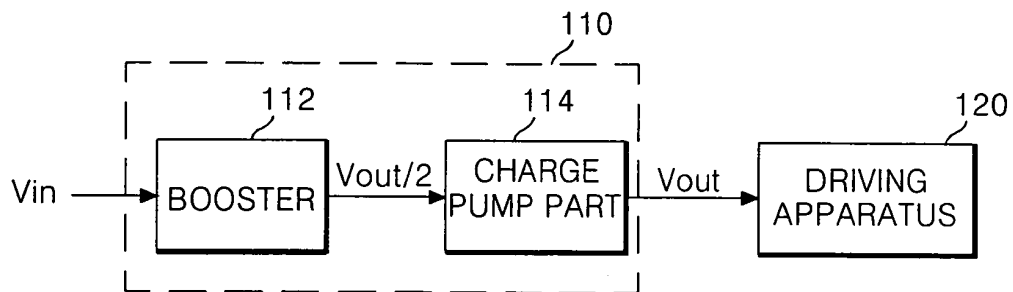 110
112
114
120
Vin
BOOSTER
Vout/2
CHARGE
PUMP PART
Vout
DRIVING
APPARATUS